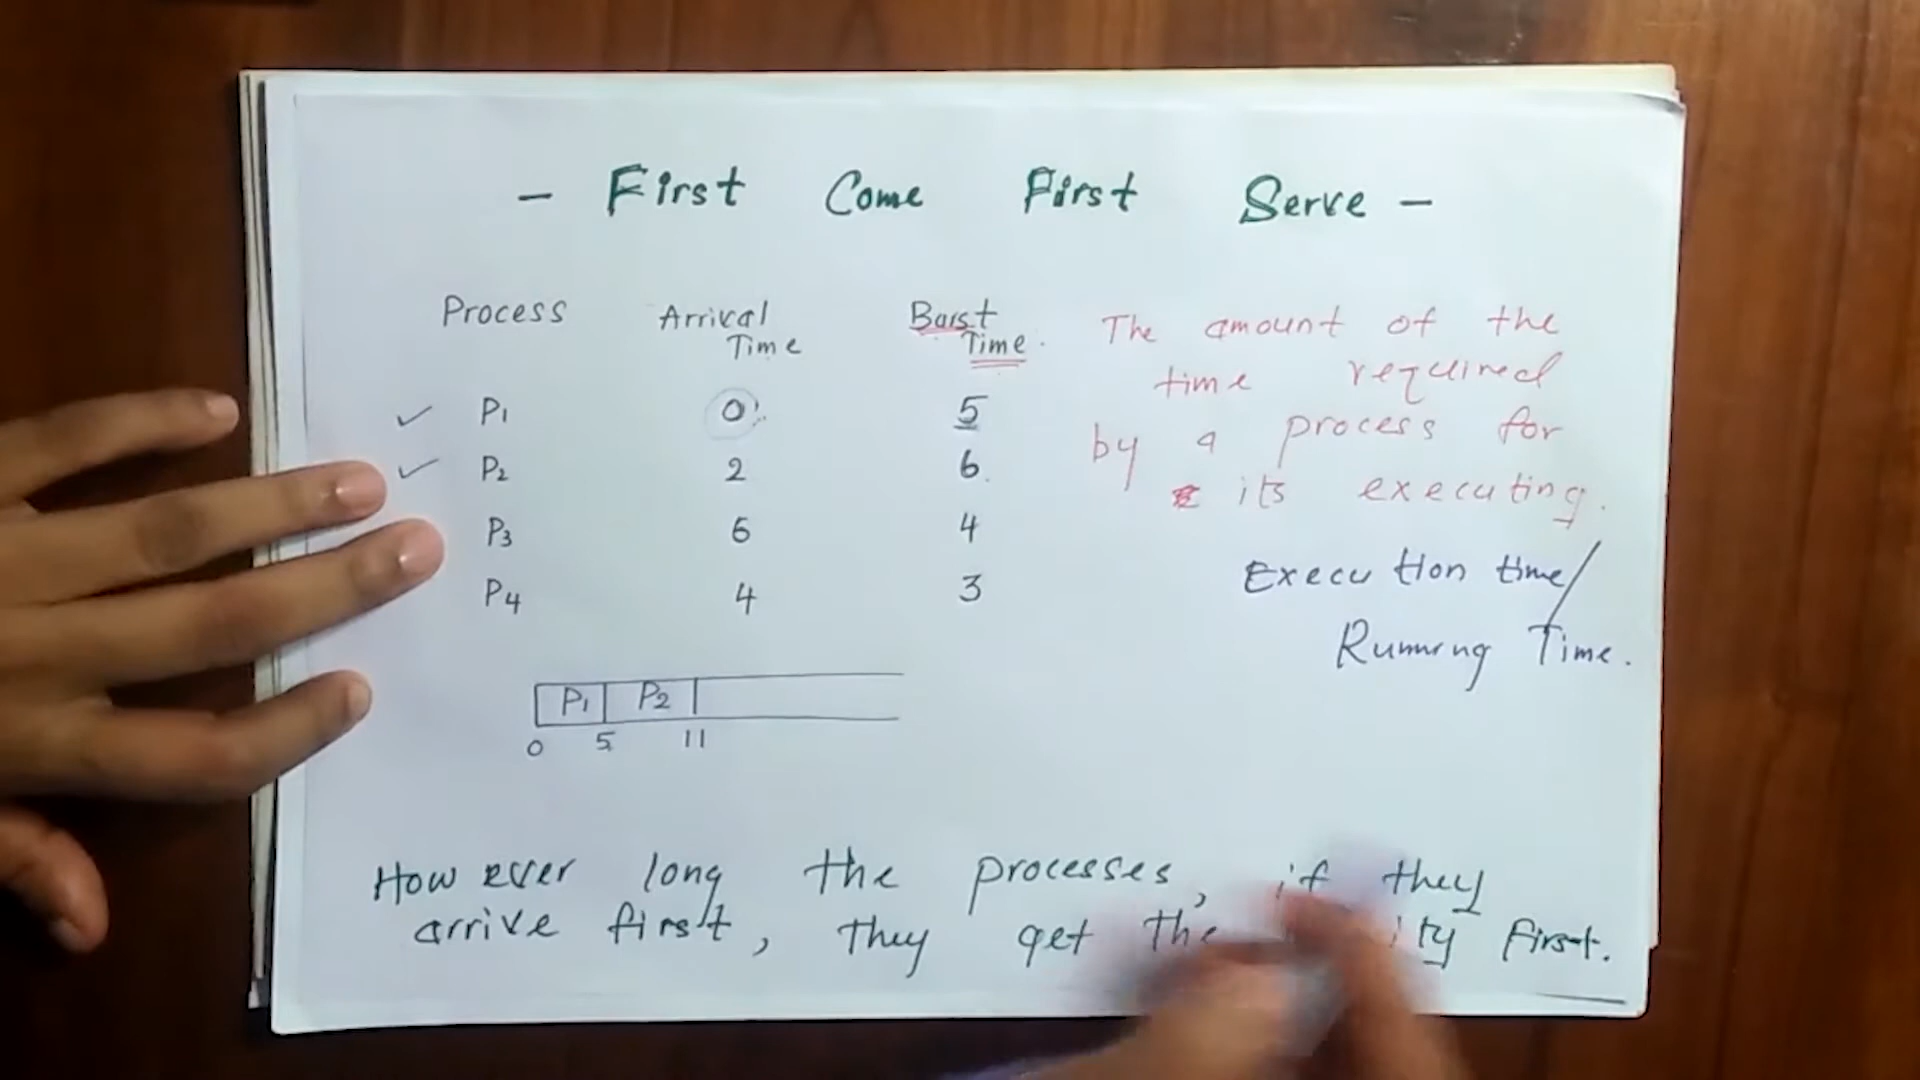 - First Come First Serve -
Process Arrival Time Burst Time.
P1 0 5
P2 2 6
P3 6 4
P4 4 3
The amount of the
time required
by a process for
its executing.
Execution time/
Running Time.
P1 P2
0 5 11
How ever long the processes, if they
arrive first, they get the first.